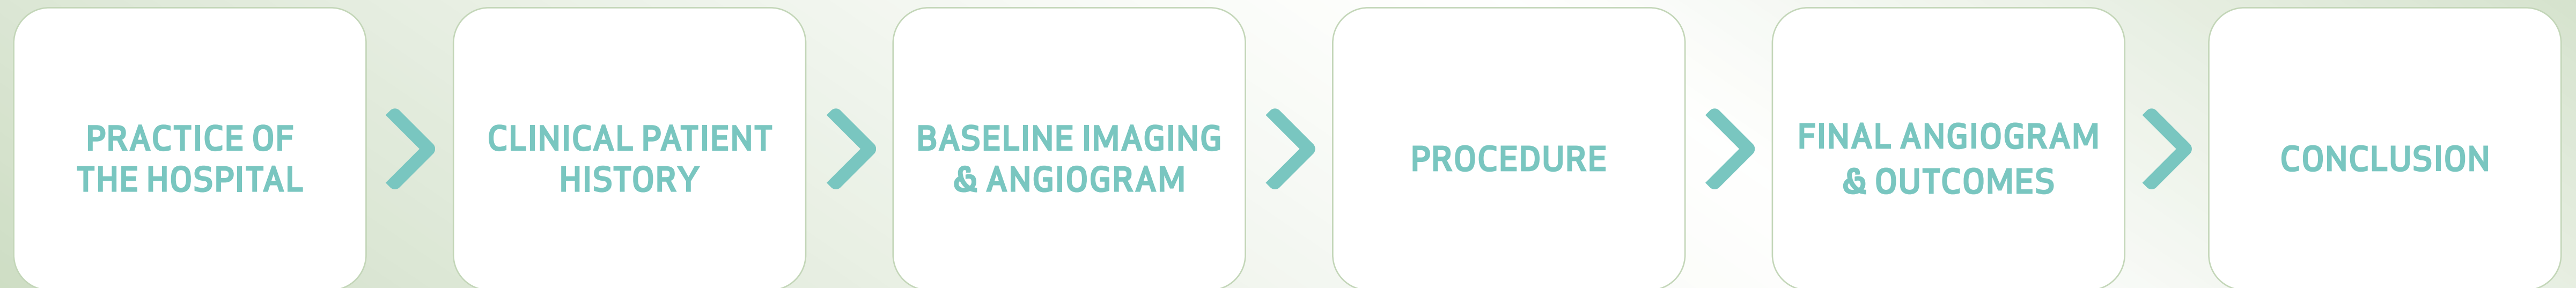 PRACTICE OF
THE HOSPITAL
CLINICAL PATIENT
HISTORY
BASELINE IMAGING
& ANGIOGRAM
PROCEDURE
FINAL ANGIOGRAM
& OUTCOMES
CONCLUSION